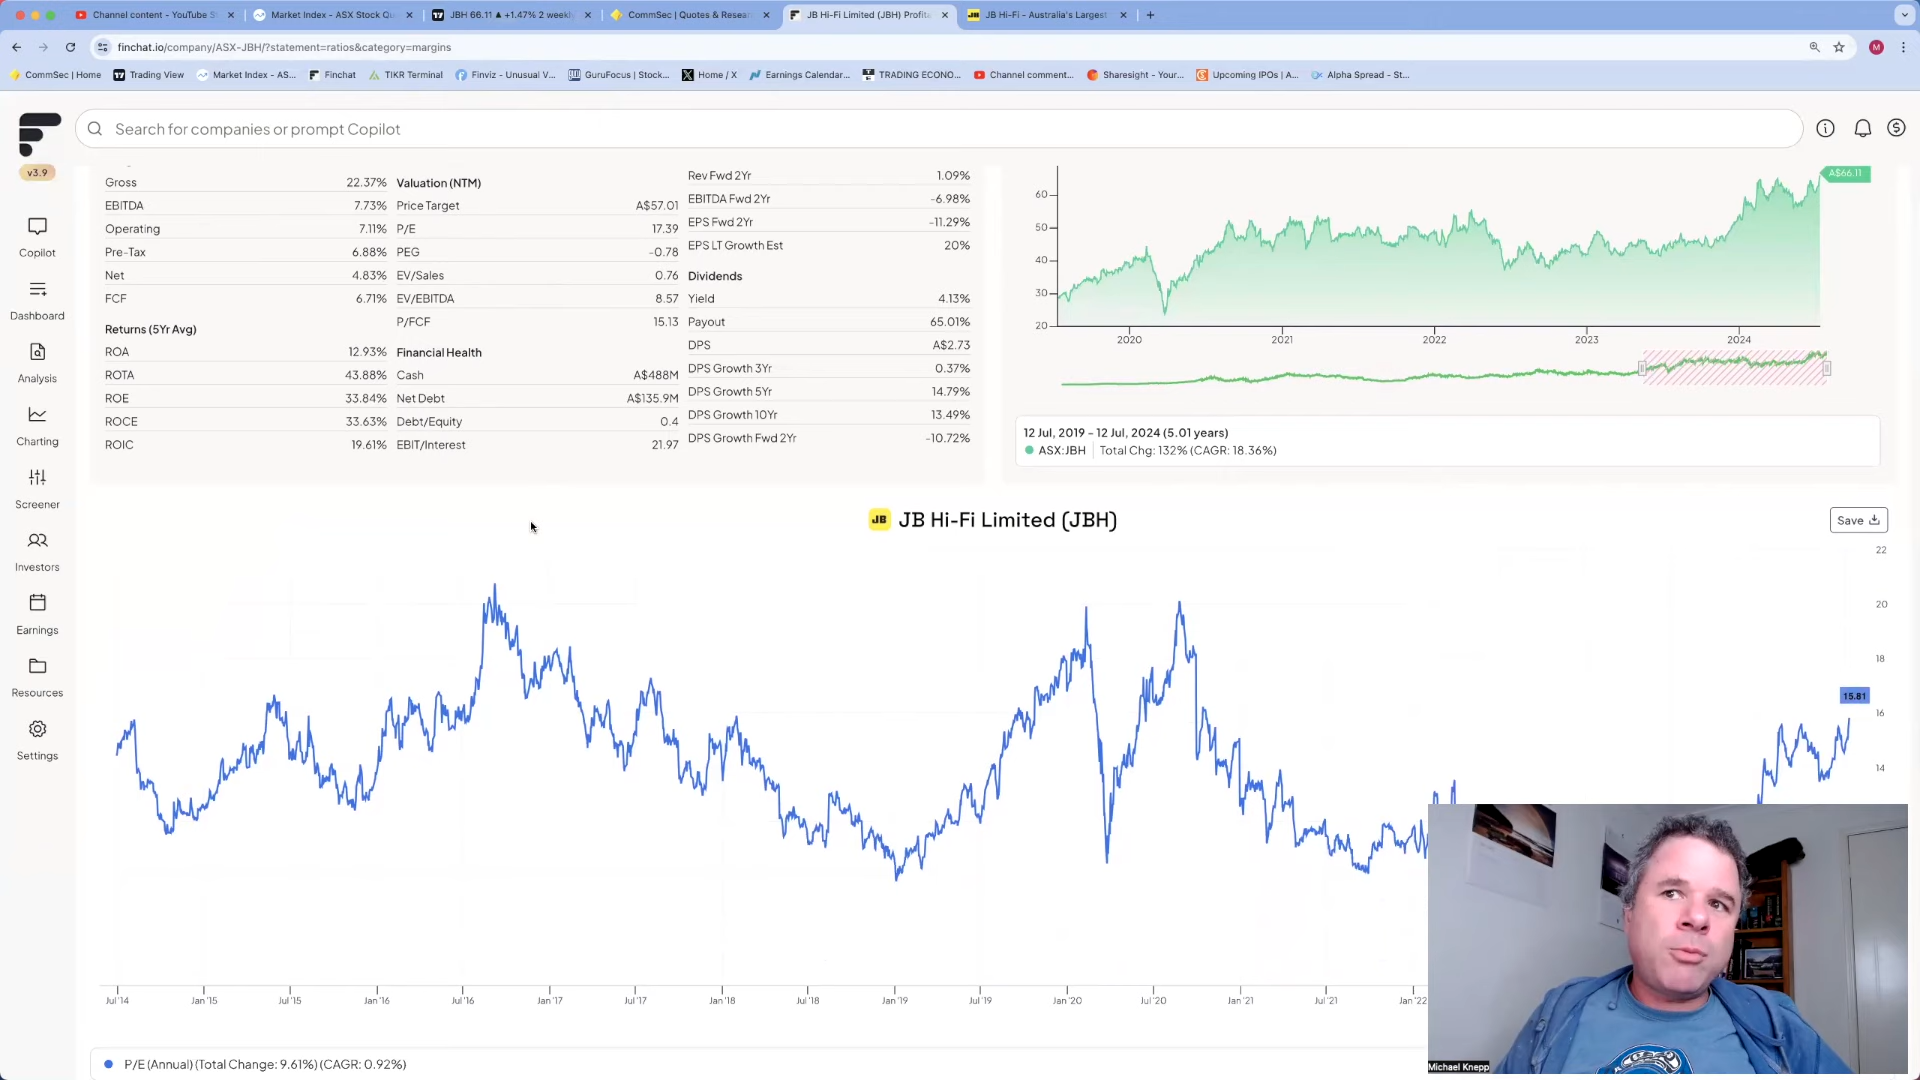 Channel content - YouTube S
Market Index - ASX Stock Qu
JBH 66.11 ▲ +1.47% 2 weekly
CommSec | Quotes & Resear
JB Hi-Fi Limited (JBH) Profita
JB Hi-Fi - Australia's Largest
finchat.io/company/ASX-JBH/?statement=ratios&category=margins
M
CommSec | Home
Trading View
Market Index - AS...
Finchat
TIKR Terminal
Finviz - Unusual V...
GuruFocus | Stock...
Home / X
Earnings Calendar...
TRADING ECONO...
Channel comment...
Sharesight - Your...
Upcoming IPOs | A...
Alpha Spread - St...
v3.9
Search for companies or prompt Copilot
Copilot
Dashboard
Analysis
Charting
Screener
Investors
Earnings
Resources
Settings
Gross 22.37%
EBITDA 7.73%
Operating 7.11%
Pre-Tax 6.88%
Net 4.83%
FCF 6.71%
Returns (5Yr Avg)
ROA 12.93%
ROTA 43.88%
ROE 33.84%
ROCE 33.63%
ROIC 19.61%
Valuation (NTM)
Price Target A$57.01
P/E 17.39
PEG -0.78
EV/Sales 0.76
EV/EBITDA 8.57
P/FCF 15.13
Financial Health
Cash A$488M
Net Debt A$135.9M
Debt/Equity 0.4
EBIT/Interest 21.97
Rev Fwd 2Yr 1.09%
EBITDA Fwd 2Yr -6.98%
EPS Fwd 2Yr -11.29%
EPS LT Growth Est 20%
Dividends
Yield 4.13%
Payout 65.01%
DPS A$2.73
DPS Growth 3Yr 0.37%
DPS Growth 5Yr 14.79%
DPS Growth 10Yr 13.49%
DPS Growth Fwd 2Yr -10.72%
A$66.11
60
50
40
30
20
2020 2021 2022 2023 2024
12 Jul, 2019 - 12 Jul, 2024 (5.01 years)
ASX:JBH Total Chg: 132% (CAGR: 18.36%)
JB JB Hi-Fi Limited (JBH)
Save
22
20
18
15.81
16
14
Jul '14 Jan '15 Jul '15 Jan '16 Jul '16 Jan '17 Jul '17 Jan '18 Jul '18 Jan '19 Jul '19 Jan '20 Jul '20 Jan '21 Jul '21 Jan '22
P/E (Annual) (Total Change: 9.61%) (CAGR: 0.92%)
Michael Knepp